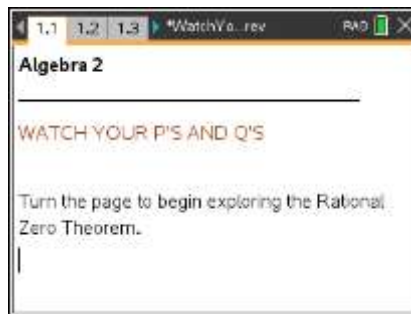 1.1 1.2 1.3 *WatchYo...rev RAD
Algebra 2
WATCH YOUR P'S AND Q'S
Turn the page to begin exploring the Rational
Zero Theorem.